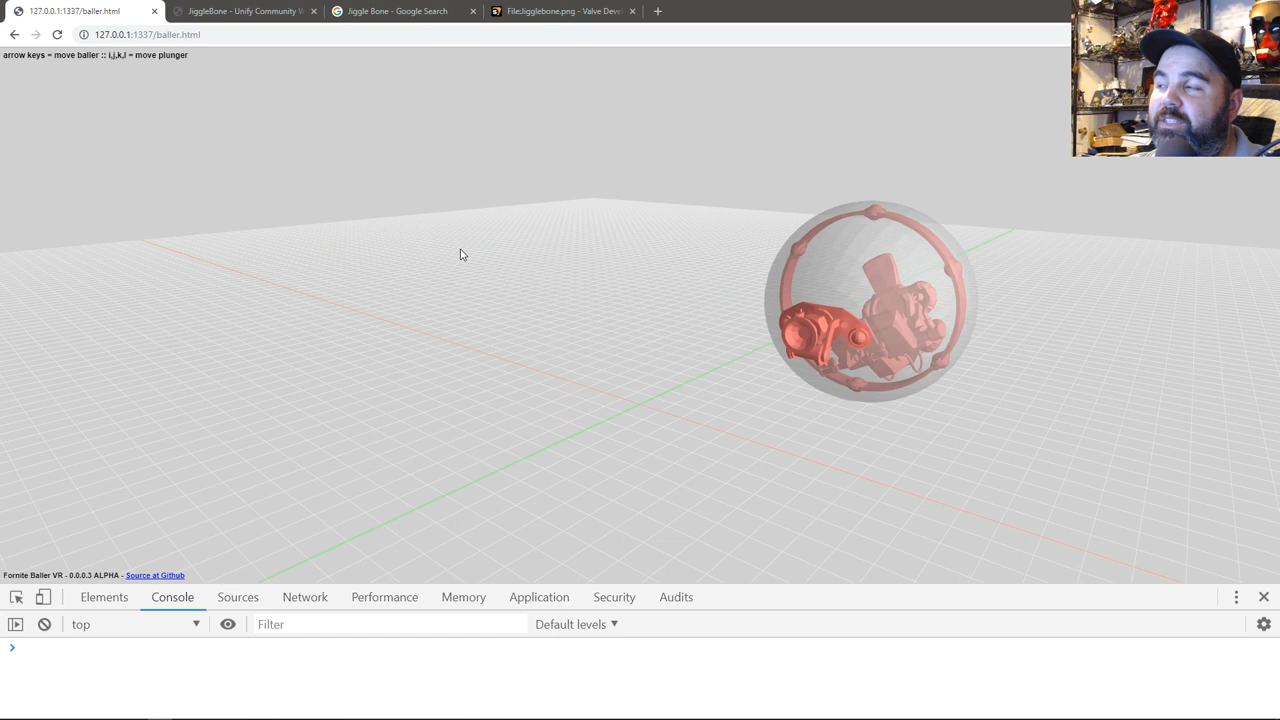 127.0.0.1:1337/baller.html
JiggleBone - Unify Community W
Jiggle Bone - Google Search
File:Jigglebone.png - Valve Deve
127.0.0.1:1337/baller.html
arrow keys = move baller :: i,j,k,l = move plunger
Fornite Baller VR - 0.0.0.3 ALPHA - Source at Github
Elements
Console
Sources
Network
Performance
Memory
Application
Security
Audits
top
Filter
Default levels